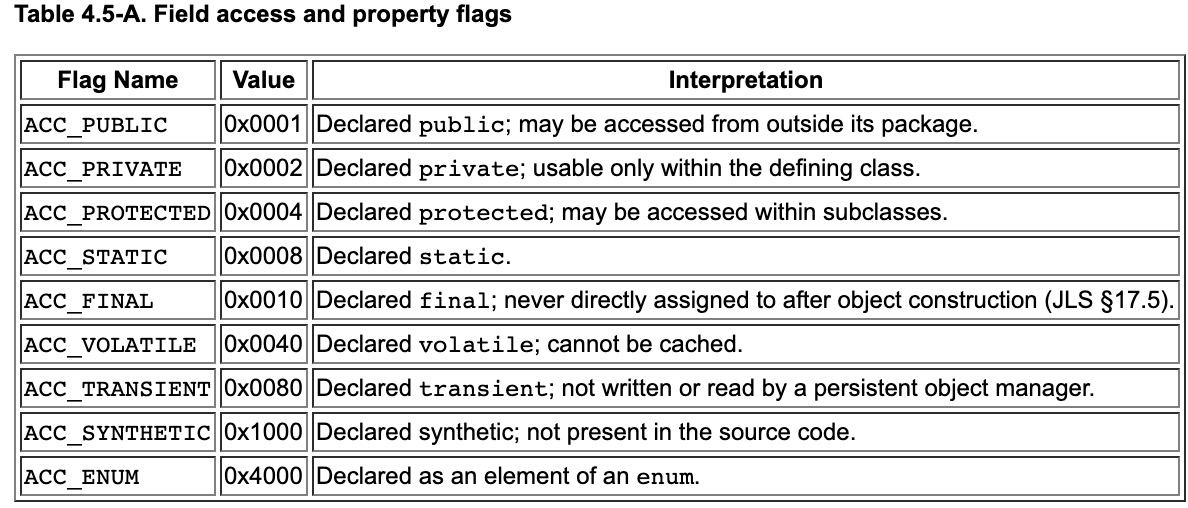 Table 4.5-A. Field access and property flags
Flag Name Value Interpretation
ACC_PUBLIC 0x0001 Declared public; may be accessed from outside its package.
ACC_PRIVATE 0x0002 Declared private; usable only within the defining class.
ACC_PROTECTED 0x0004 Declared protected; may be accessed within subclasses.
ACC_STATIC 0x0008 Declared static.
ACC_FINAL 0x0010 Declared final; never directly assigned to after object construction (JLS §17.5).
ACC_VOLATILE 0x0040 Declared volatile; cannot be cached.
ACC_TRANSIENT 0x0080 Declared transient; not written or read by a persistent object manager.
ACC_SYNTHETIC 0x1000 Declared synthetic; not present in the source code.
ACC_ENUM 0x4000 Declared as an element of an enum.